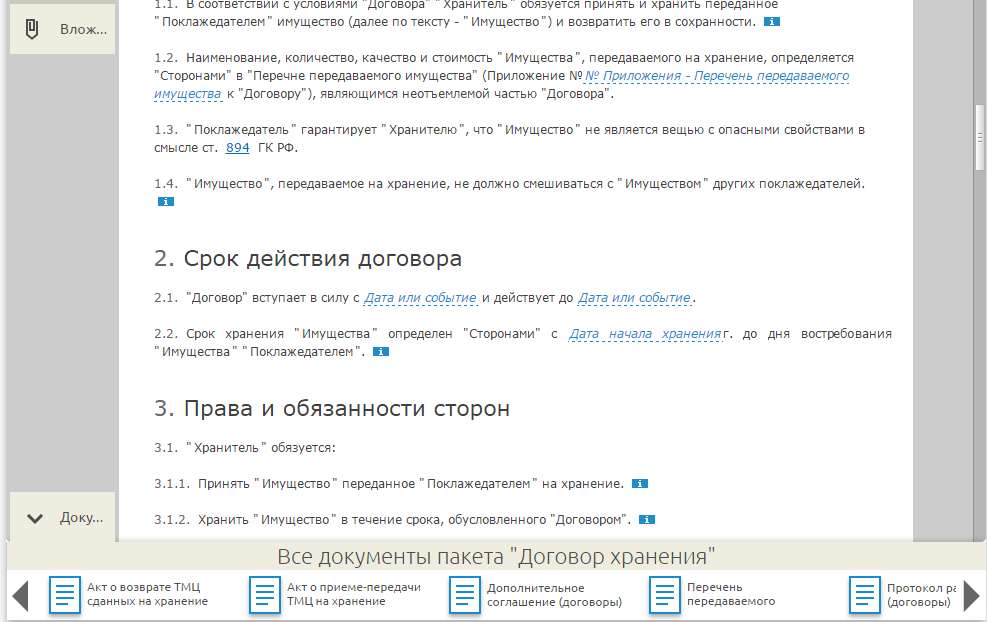 1.1. В соответствии с условиями "Договора" "Хранитель" обязуется принять и хранить переданное
"Поклажедателем" имущество (далее по тексту - "Имущество") и возвратить его в сохранности. i
Влож...
1.2. Наименование, количество, качество и стоимость "Имущества", передаваемого на хранение, определяется
"Сторонами" в "Перечне передаваемого имущества" (Приложение №№ Приложения - Перечень передаваемого
имущества к "Договору"), являющимся неотъемлемой частью "Договора".
1.3. "Поклажедатель" гарантирует "Хранителю", что "Имущество" не является вещью с опасными свойствами в
смысле ст. 894 ГК РФ.
1.4. "Имущество", передаваемое на хранение, не должно смешиваться с "Имуществом" других поклажедателей.
i
2. Срок действия договора
2.1. "Договор" вступает в силу с Дата или событие и действует до Дата или событие.
2.2. Срок хранения "Имущества" определен "Сторонами" с Дата начала хранения г. до дня востребования
"Имущества" "Поклажедателем". i
3. Права и обязанности сторон
3.1. "Хранитель" обязуется:
3.1.1. Принять "Имущество" переданное "Поклажедателем" на хранение. i
3.1.2. Хранить "Имущество" в течение срока, обусловленного "Договором". i
Доку...
Все документы пакета "Договор хранения"
Акт о возврате ТМЦ
сданных на хранение
Акт о приеме-передачи
ТМЦ на хранение
Дополнительное
соглашение (договоры)
Перечень
передаваемого
Протокол ра
(договоры)